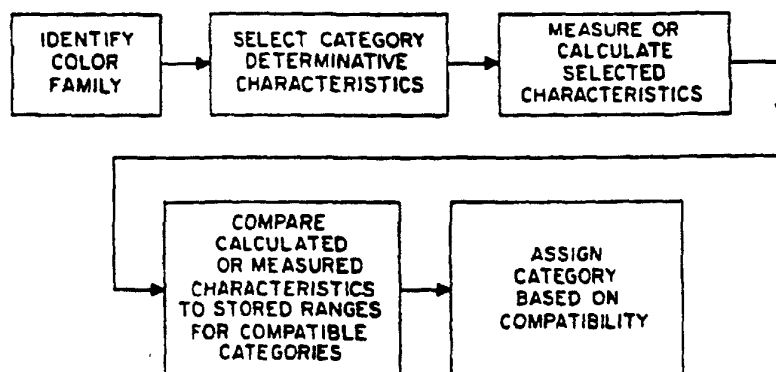 IDENTIFY
COLOR
FAMILY
SELECT CATEGORY
DETERMINATIVE
CHARACTERISTICS
MEASURE OR
CALCULATE
SELECTED
CHARACTERISTICS
COMPARE
CALCULATED
OR MEASURED
CHARACTERISTICS
TO STORED RANGES
FOR COMPATIBLE
CATEGORIES
ASSIGN
CATEGORY
BASED ON
COMPATIBILITY